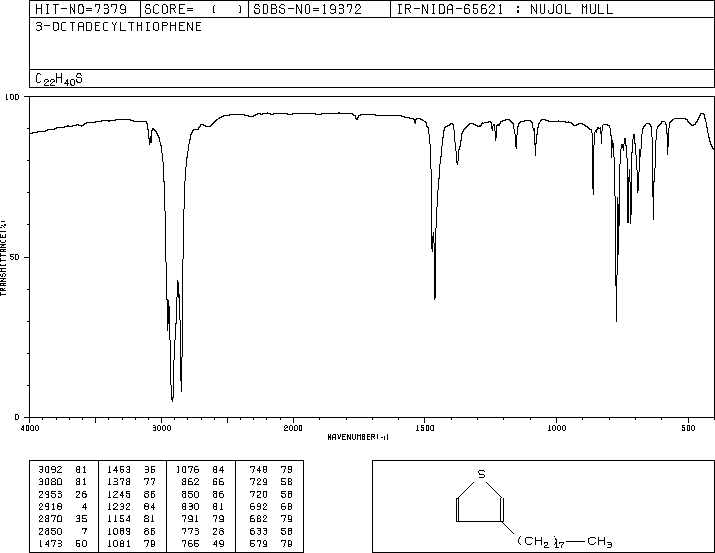 HIT-NO=7379 SCORE= ( ) SDBS-NO=19372 IR-NIDA-65621 : NUJOL MULL
3-OCTADECYLTHIOPHENE
C22H40S
100
50
0
TRANSMITTANCE(%)
4000 3000 2000 1500 1000 500
WAVENUMBER(-1)
3092 81 1463 36 1076 84 748 79
3080 81 1378 77 862 66 729 58
2953 26 1245 86 850 86 720 58
2918 4 1232 84 830 81 692 68
2870 35 1154 81 791 79 682 79
2850 7 1089 86 773 28 633 58
1473 50 1081 79 766 49 579 79
S
(CH2)17 CH3